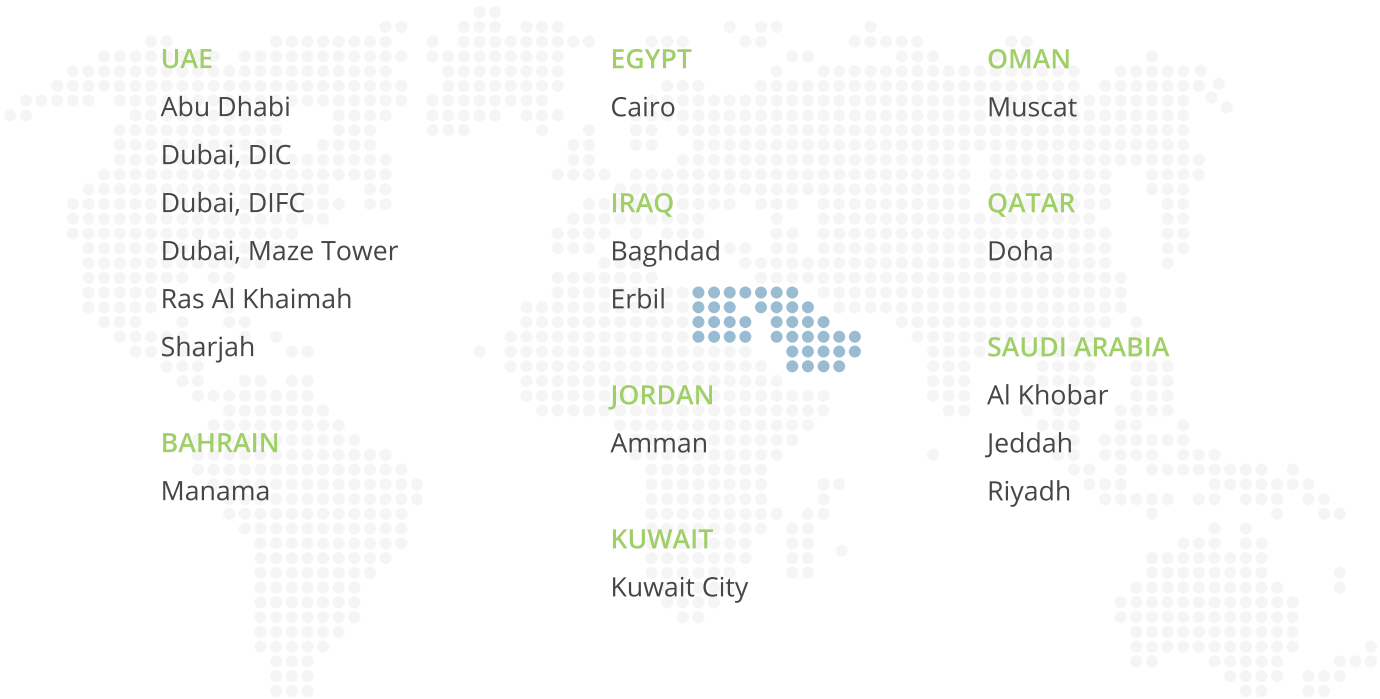 UAE
Abu Dhabi
Dubai, DIC
Dubai, DIFC
Dubai, Maze Tower
Ras Al Khaimah
Sharjah
BAHRAIN
Manama
EGYPT
Cairo
IRAQ
Baghdad
Erbil
JORDAN
Amman
KUWAIT
Kuwait City
OMAN
Muscat
QATAR
Doha
SAUDI ARABIA
Al Khobar
Jeddah
Riyadh